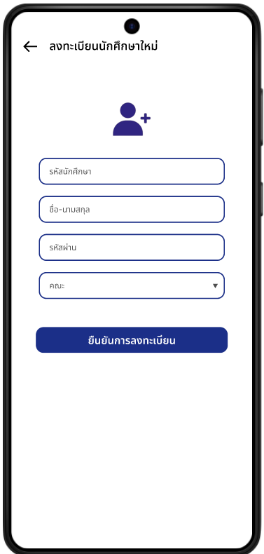 ลงทะเบียนนักศึกษาใหม่
รหัสนักศึกษา
ชื่อ-นามสกุล
รหัสผ่าน
คณะ
ยืนยันการลงทะเบียน